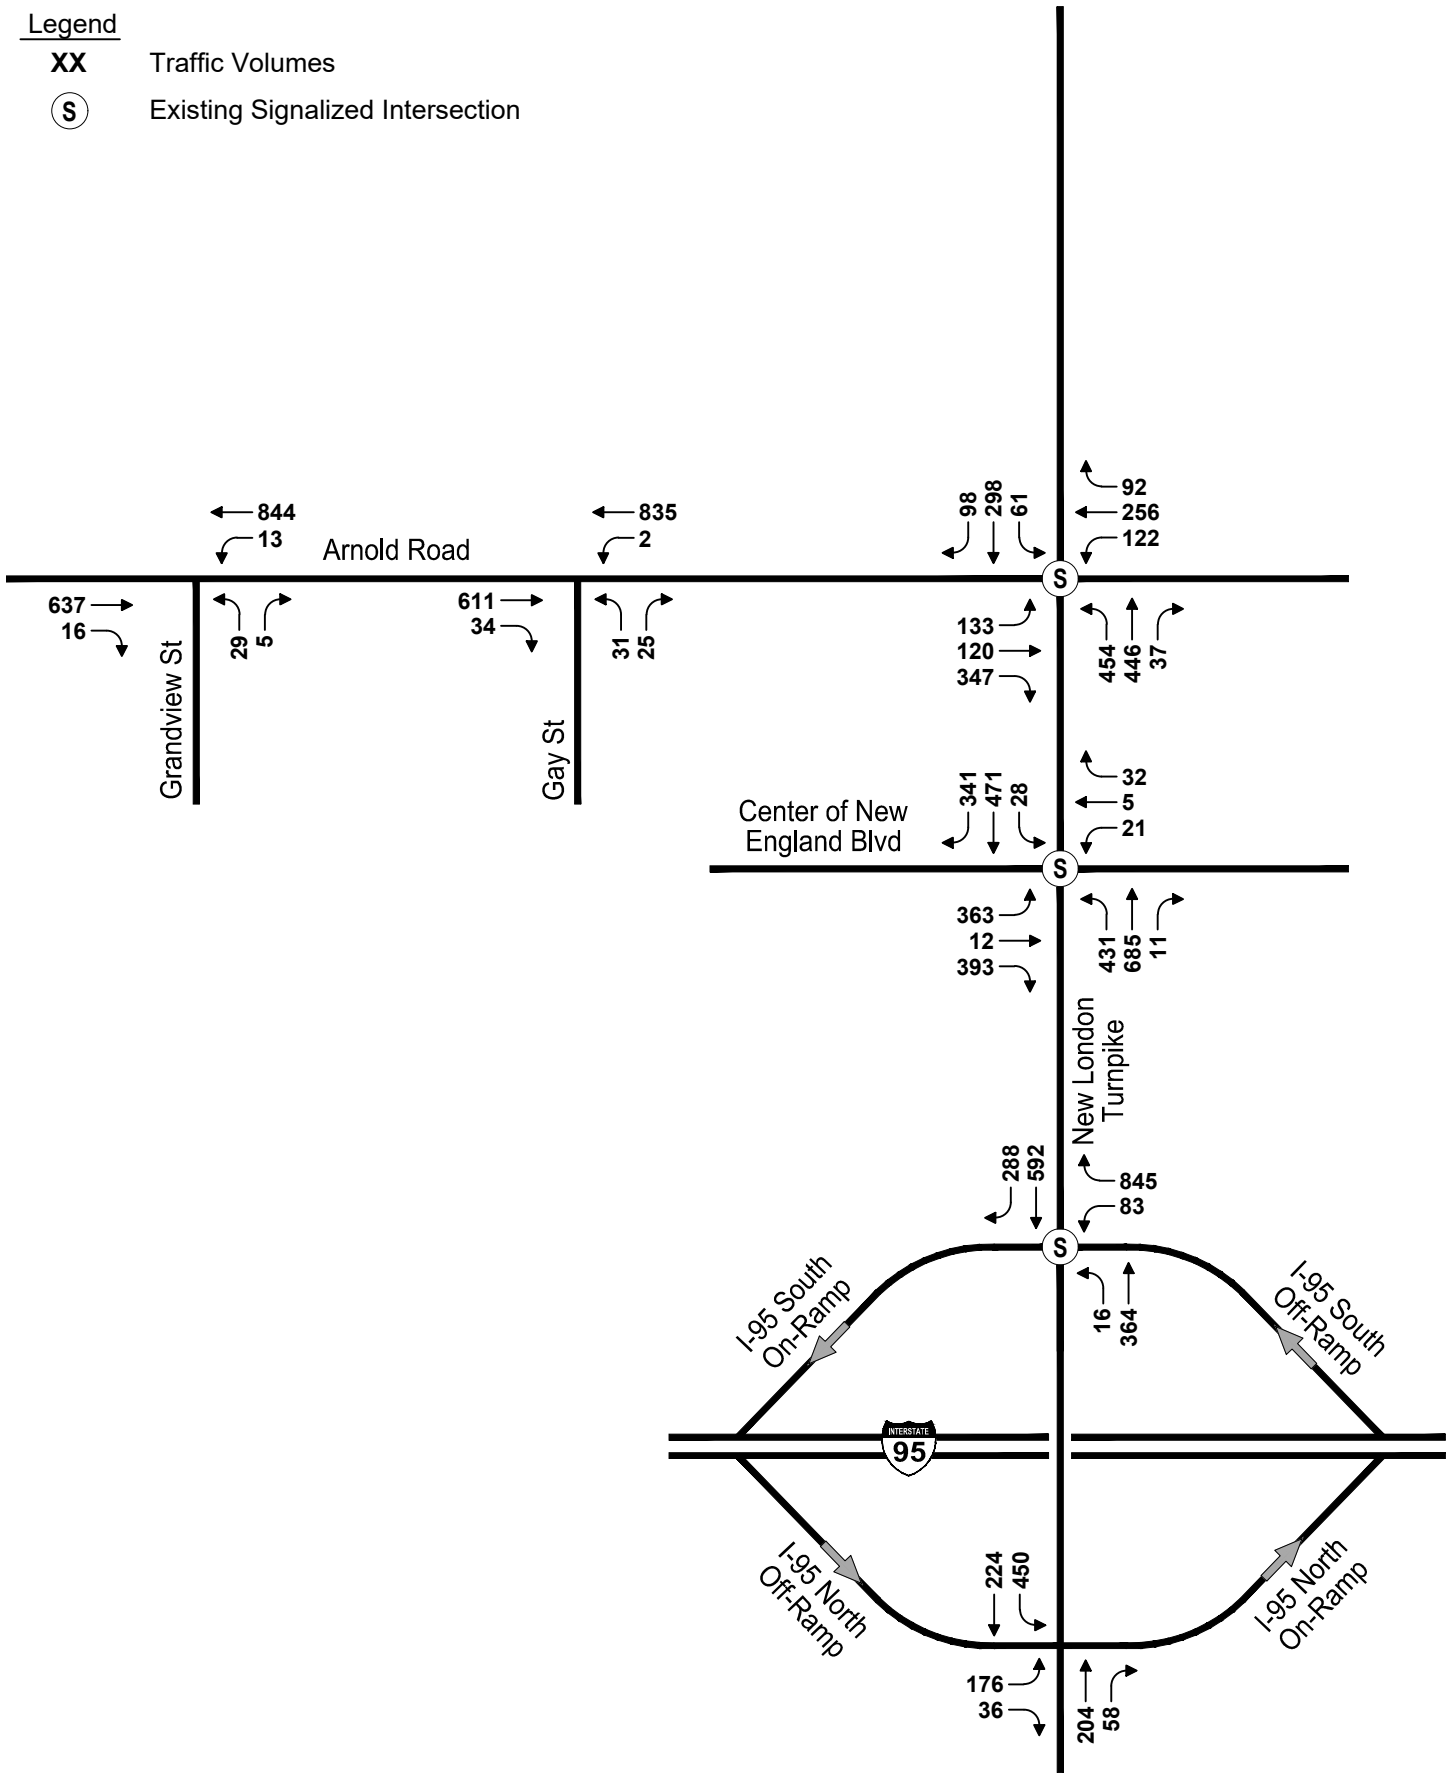 Legend
XX Traffic Volumes
S Existing Signalized Intersection
844
13
Arnold Road
637
16
29
5
Grandview St
835
2
611
34
31
25
Gay St
98
298
61
92
256
122
S
133
120
347
454
446
37
Center of New
England Blvd
341
471
28
32
5
21
S
363
12
393
431
685
11
New London
Turnpike
288
592
845
83
S
16
364
I-95 South
On-Ramp
I-95 South
Off-Ramp
INTERSTATE
95
I-95 North
Off-Ramp
I-95 North
On-Ramp
224
450
176
36
204
58